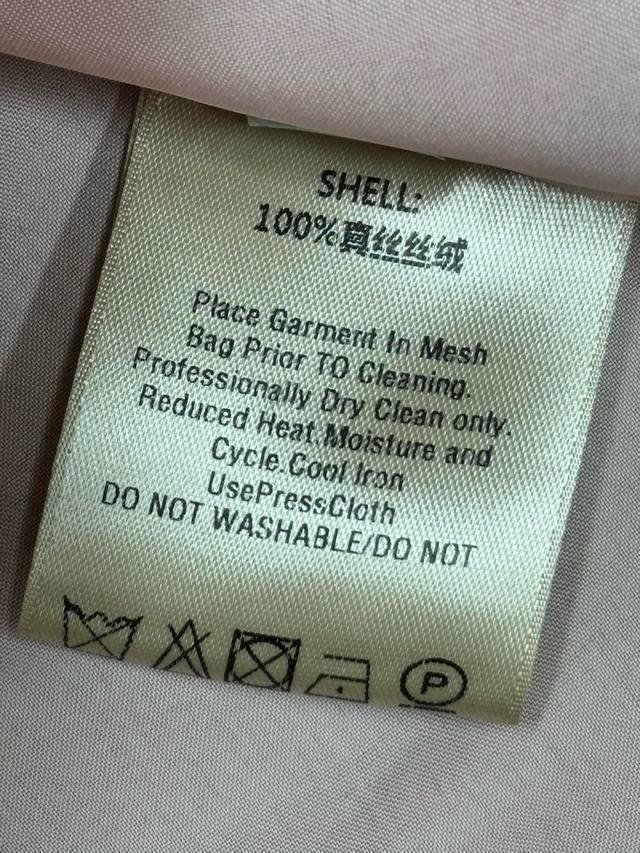 SHELL:
100%真丝丝绒
Place Garment In Mesh
Bag Prior TO Cleaning.
Professionally Dry Clean only.
Reduced Heat.Moisture and
Cycle.Cool Iron
UsePressCloth
DO NOT WASHABLE/DO NOT
P